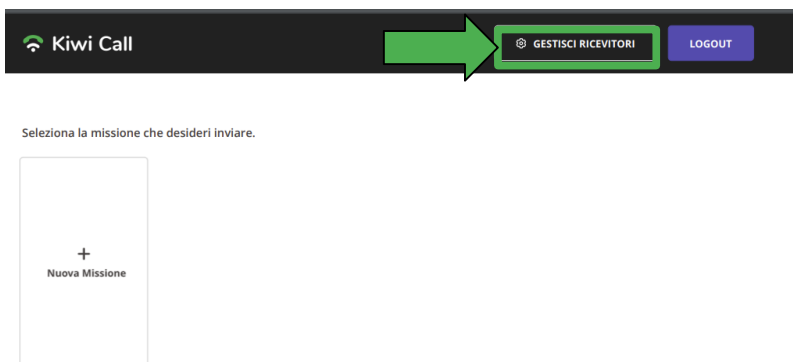 Kiwi Call
GESTISCI RICEVITORI
LOGOUT
Seleziona la missione che desideri inviare.
+
Nuova Missione